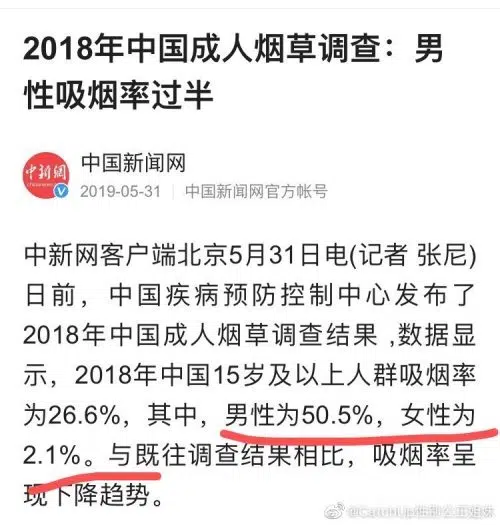 2018年中国成人烟草调查：男
性吸烟率过半
中新網
中国新闻网
2019-05-31 中国新闻网官方帐号
中新网客户端北京5月31日电(记者 张尼)
日前，中国疾病预防控制中心发布了
2018年中国成人烟草调查结果 ,数据显
示，2018年中国15岁及以上人群吸烟率
为26.6%，其中，男性为50.5%，女性为
2.1%。与既往调查结果相比，吸烟率呈
现下降趋势。